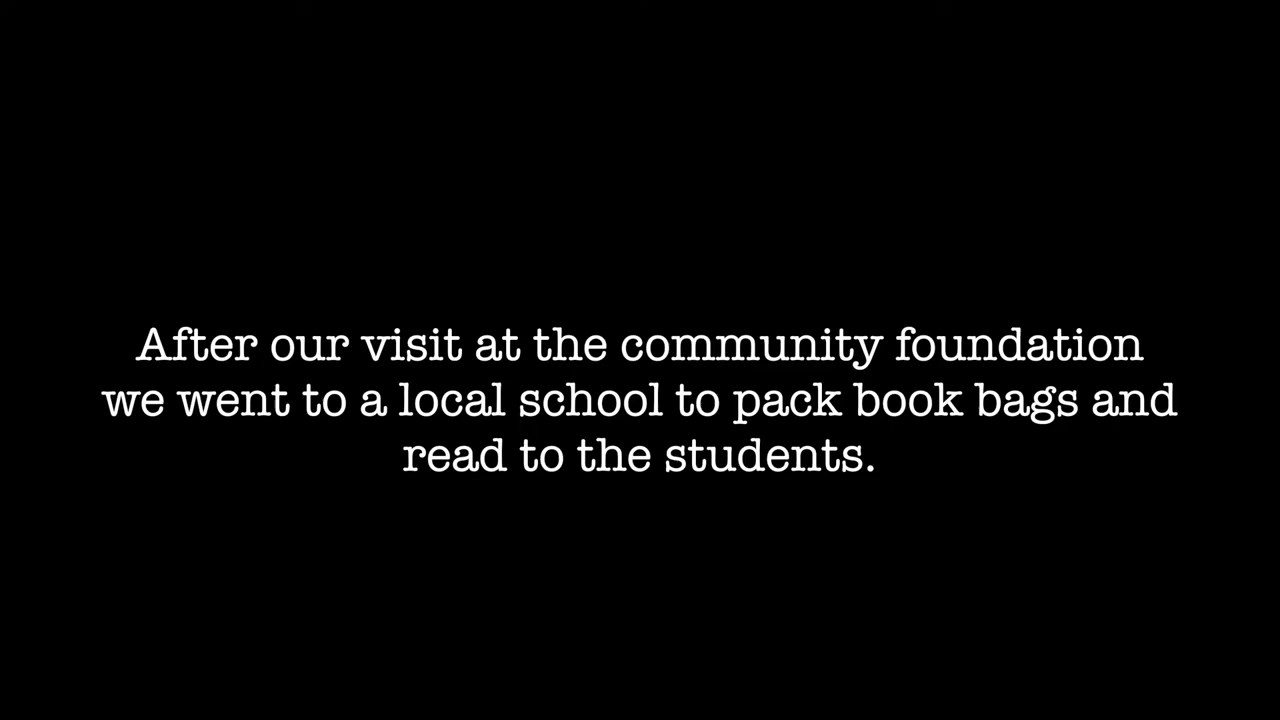 After our visit at the community foundation
we went to a local school to pack book bags and
read to the students.